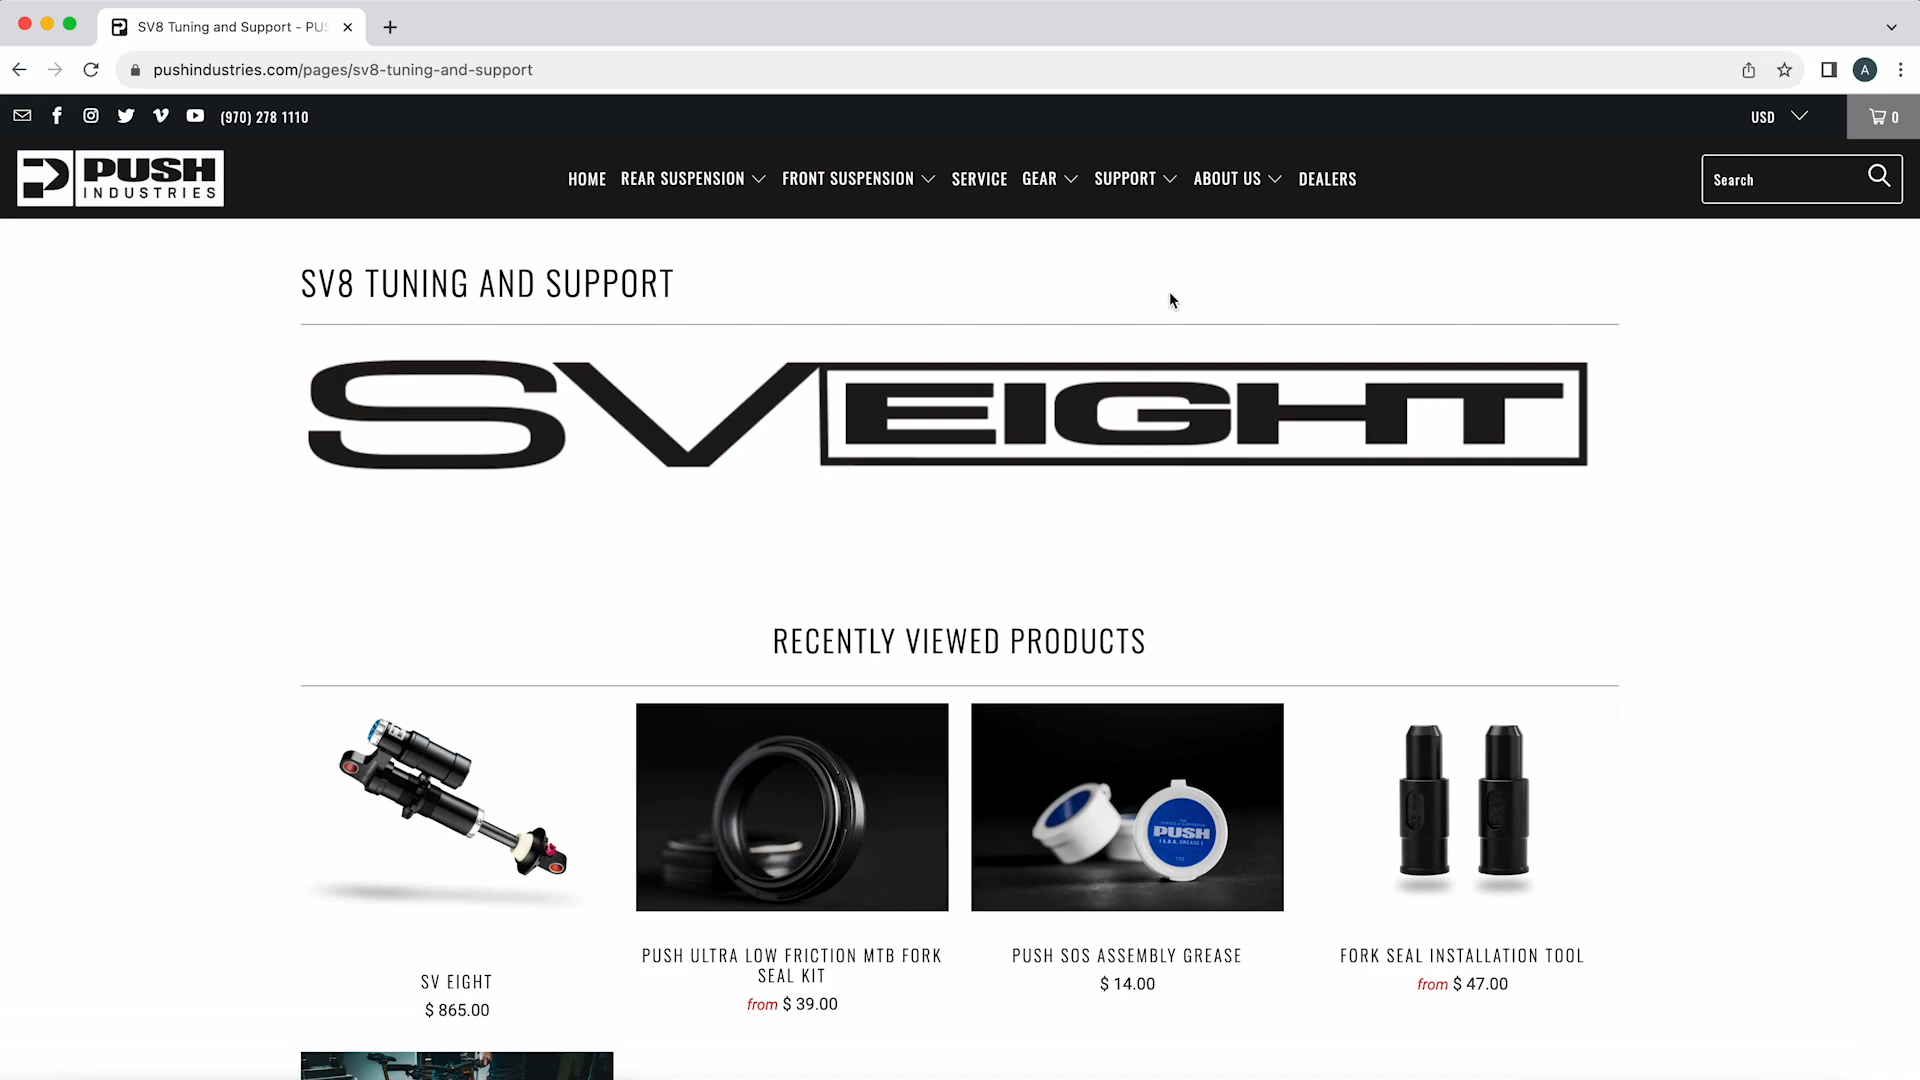 SV8 Tuning and Support - PUS
pushindustries.com/pages/sv8-tuning-and-support
A
(970) 278 1110
USD
0
PUSH
INDUSTRIES
HOME REAR SUSPENSION FRONT SUSPENSION SERVICE GEAR SUPPORT ABOUT US DEALERS
Search
SV8 TUNING AND SUPPORT
SVEIGHT
RECENTLY VIEWED PRODUCTS
PUSH
[ S.O.S. GREASE ]
SV EIGHT
$ 865.00
PUSH ULTRA LOW FRICTION MTB FORK
SEAL KIT
from $ 39.00
PUSH SOS ASSEMBLY GREASE
$ 14.00
FORK SEAL INSTALLATION TOOL
from $ 47.00